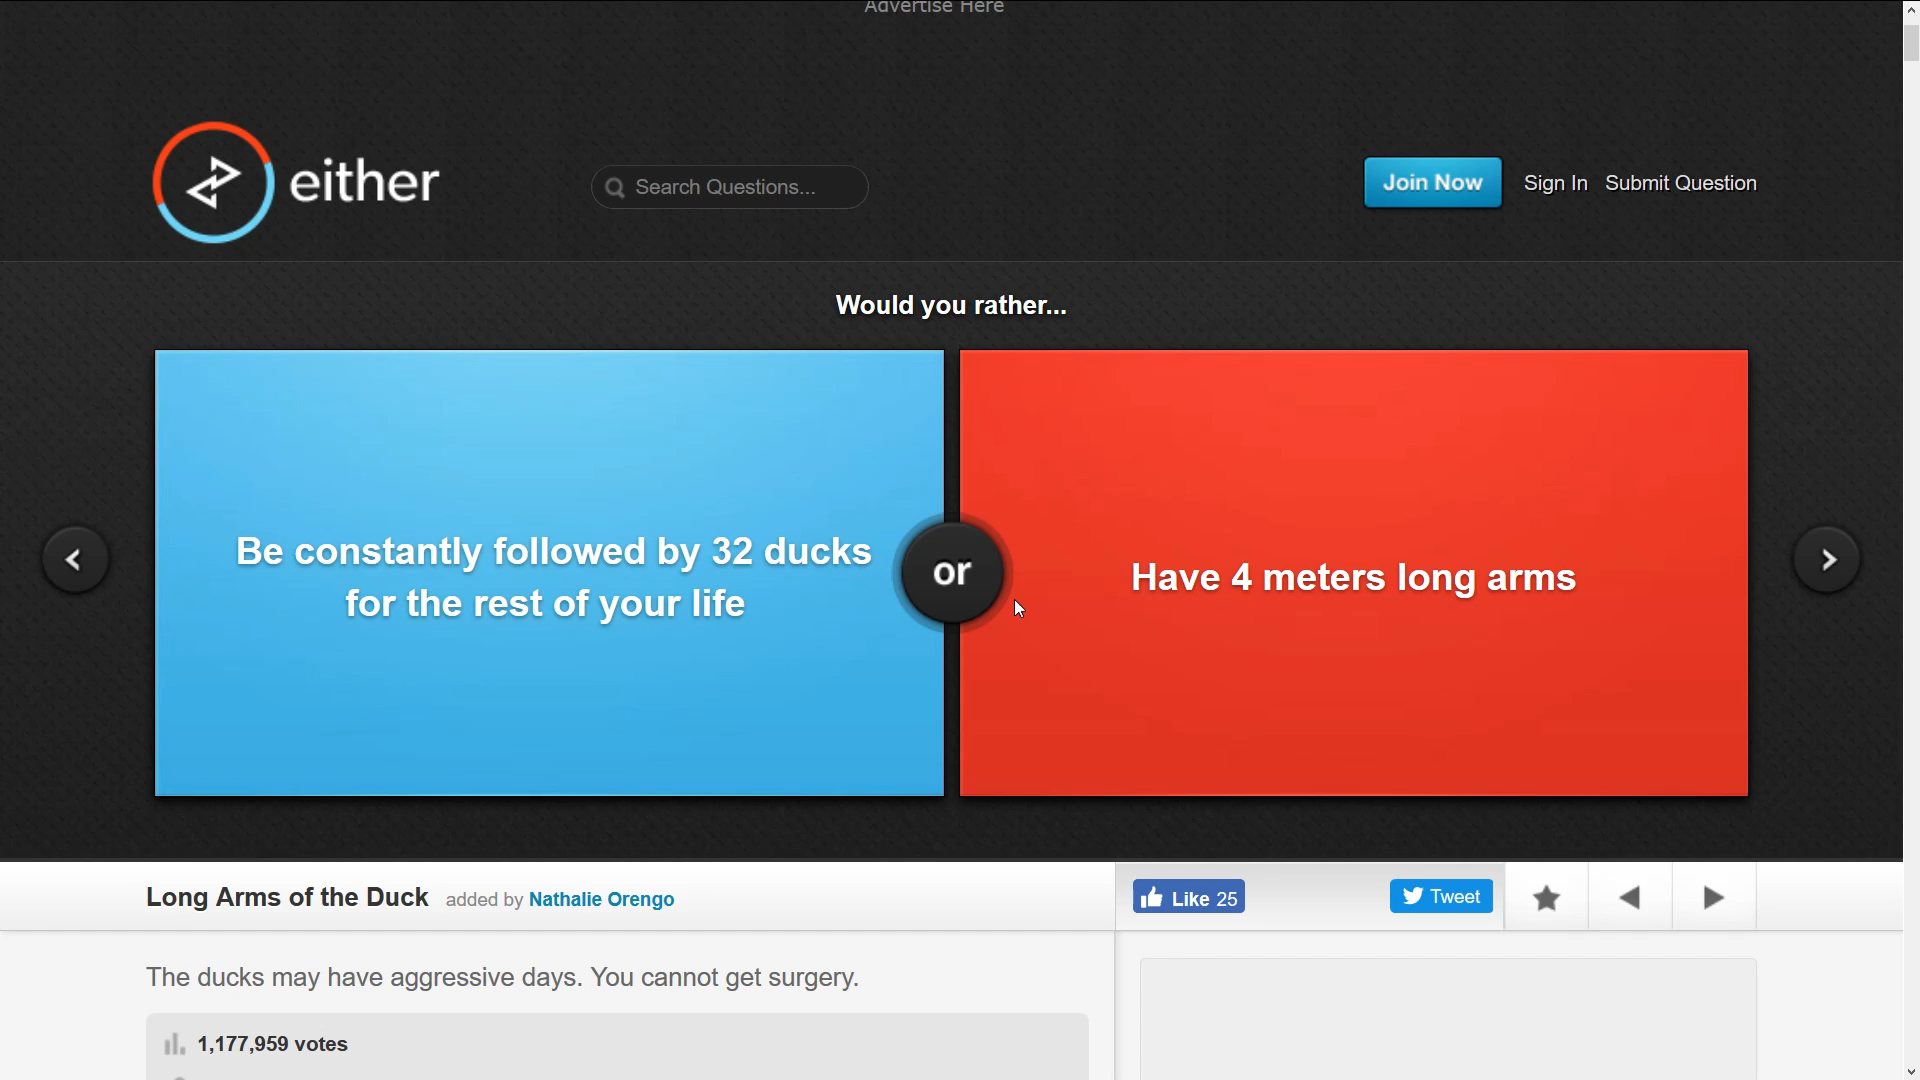 Advertise Here
either
Search Questions...
Join Now
Sign In
Submit Question
Would you rather...
Be constantly followed by 32 ducks
for the rest of your life
or
Have 4 meters long arms
Long Arms of the Duck added by Nathalie Orengo
Like 25
Tweet
The ducks may have aggressive days. You cannot get surgery.
1,177,959 votes